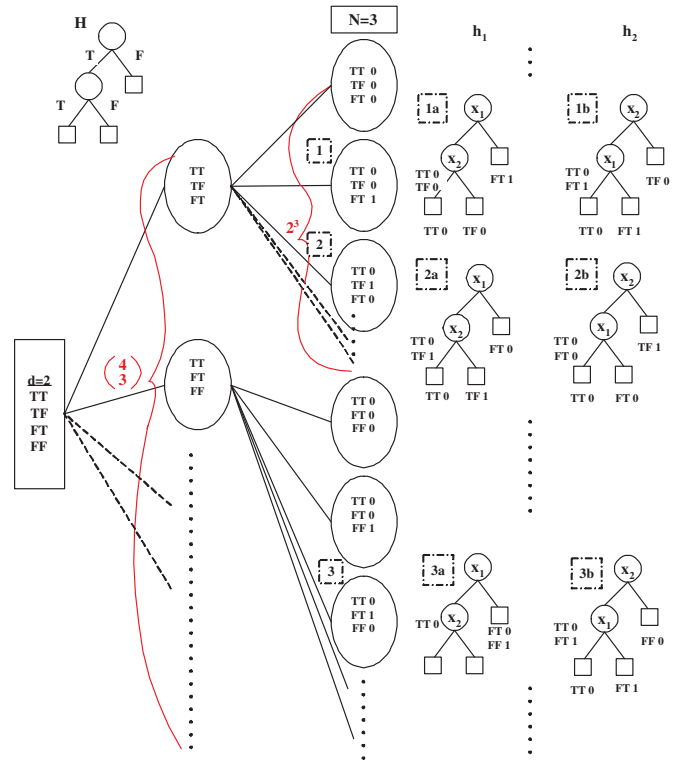 H
T F
T F
N=3
h1
h2
TT 0
TF 0
FT 0
1
TT 0
TF 0
FT 1
2
TT 0
TF 1
FT 0
2³
TT
TF
FT
TT
FT
FF
d=2
TT
TF
FT
FF
(4
3)
TT 0
FT 0
FF 0
TT 0
FT 0
FF 1
3
TT 0
FT 1
FF 0
1a
x1
x2
TT 0
TF 0
FT 1
TT 0 TF 0
1b
x2
x1
TT 0
FT 1
TF 0
TT 0 FT 1
2a
x1
x2
TT 0
TF 1
FT 0
TT 0 TF 1
2b
x2
x1
TT 0
FT 0
TF 1
TT 0 FT 0
3a
x1
x2
TT 0
FT 0
FF 1
3b
x2
x1
TT 0
FT 1
FF 0
TT 0 FT 1